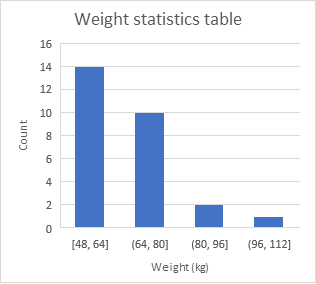 Weight statistics table
16
14
12
10
8
6
4
2
0
Count
[48, 64] (64, 80] (80, 96] (96, 112]
Weight (kg)